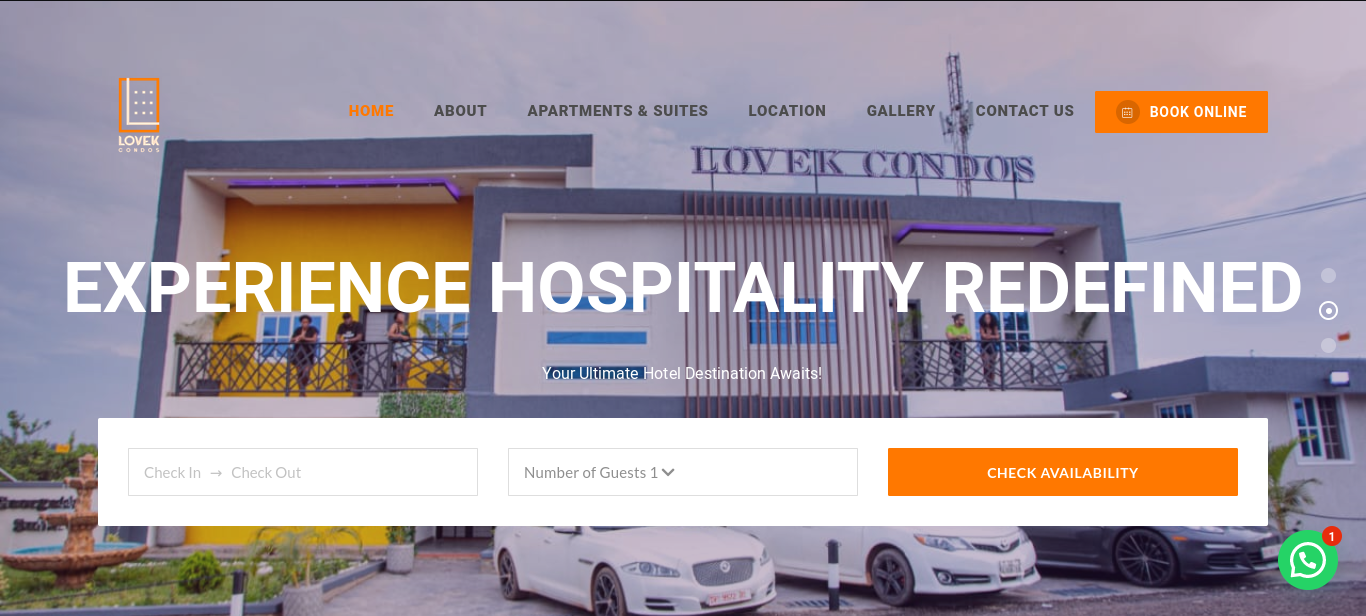 LOVEK
CONDOS
HOME ABOUT APARTMENTS & SUITES LOCATION GALLERY CONTACT US BOOK ONLINE
LOVEK CONDOS
EXPERIENCE HOSPITALITY REDEFINED
Your Ultimate Hotel Destination Awaits!
Check In → Check Out Number of Guests 1 CHECK AVAILABILITY
1